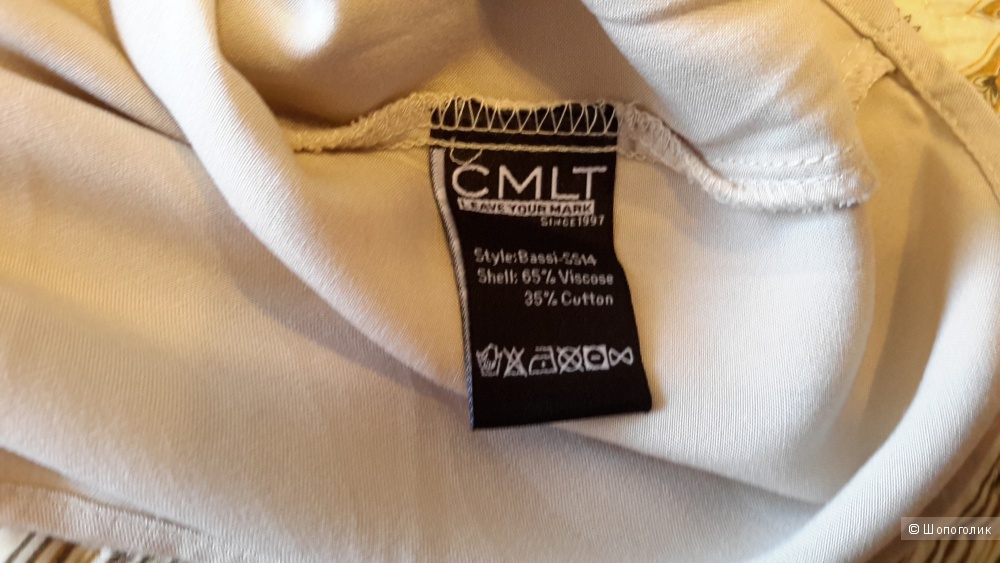 CMLT
LEAVE YOUR MARK
SINCE 1997
Style:Bassi-SS14
Shell: 65% Viscose
35% Cotton
© Шопоголик